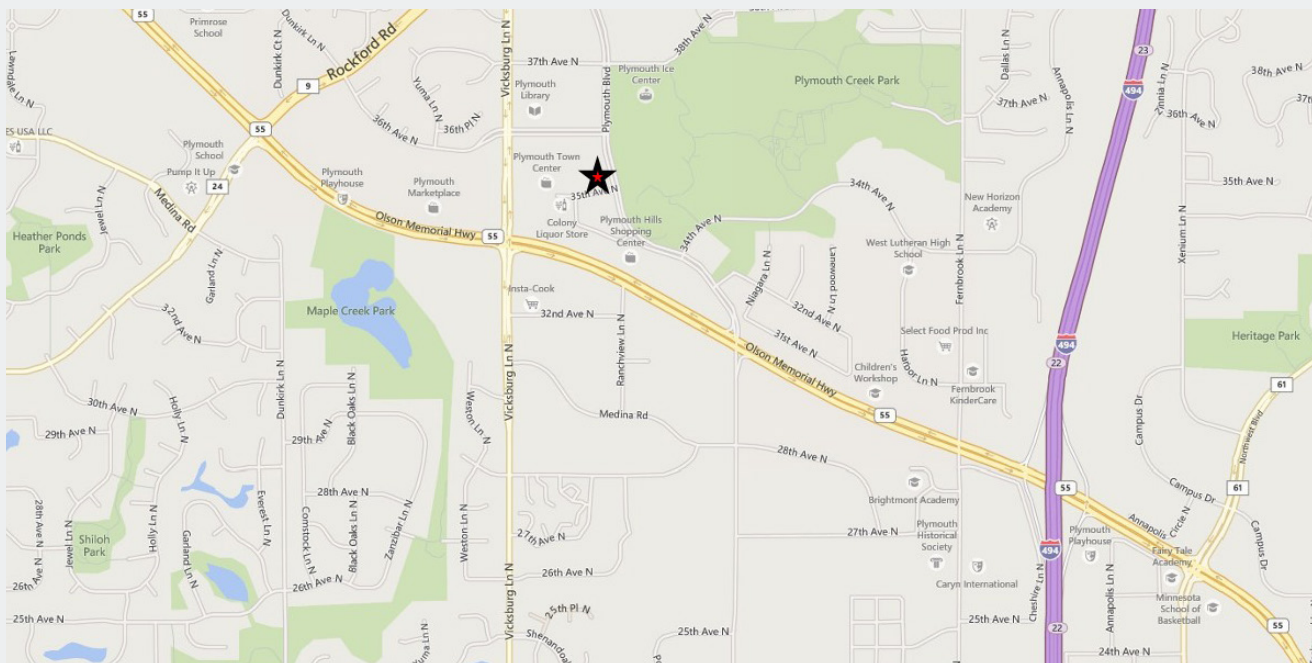 55
Primrose
School
Dunkirk Ln N
Dunkirk Ct N
Rockford Rd
9
Vicksburg Ln N
37th Ave N
Plymouth Blvd
38th Ave N
Plymouth Ice
Center
Plymouth Creek Park
Dallas Ln N
Annapolis Ln N
37th Ave N
23
494
Zinnia Ln N
38th Ave N
Lawndale Ln N
Yuma Ln N
36th Ave N
36th Pl N
Plymouth
Library
ES USA LLC
55
Plymouth
School
Pump It Up
24
Medina Rd
Jewel Ln N
Heather Ponds
Park
Garland Ln N
Plymouth
Playhouse
Plymouth
Marketplace
Olson Memorial Hwy
55
Plymouth Town
Center
35th Ave N
Colony
Liquor Store
Plymouth Hills
Shopping
Center
34th Ave N
34th Ave N
New Horizon
Academy
35th Ave N
Xenium Ln N
West Lutheran High
School
Fernbrook Ln N
Niagara Ln N
Lanewood Ln N
Maple Creek Park
Insta-Cook
32nd Ave N
32nd Ave N
32nd Ave N
31st Ave N
Ranchview Ln N
Olson Memorial Hwy
Select Food Prod Inc
Children's
Workshop
Harbor Ln N
Fernbrook
KinderCare
494
22
Heritage Park
61
Northwest Blvd
Campus Dr
30th Ave N
Holly Ln N
Dunkirk Ln N
Black Oaks Ln N
Weston Ln N
Vicksburg Ln N
Medina Rd
55
29th Ave N
29th Ave N
28th Ave N
28th Ave N
28th Ave N
Jewel Ln N
Shiloh
Park
Holly Ln N
Garland Ln N
Everest Ln N
Comstock Ln N
Black Oaks Ln N
Zanzibar Ln N
Weston Ln N
27th Ave N
Brightmont Academy
27th Ave N
Plymouth
Historical
Society
Caryn International
55
494
Plymouth
Playhouse
Annapolis
Campus Dr
Circle N
61
Campus Dr
Fairy Tale
Academy
Minnesota
School of
Basketball
26th
Ave N
26th Ave N
26th Ave N
25th Ave N
Vicksburg Ln N
25th Pl N
Yuma Ln N
25th Ave N
25th Ave N
Cheshire Ln N
22
Annapolis Ln N
24th Ave N
55